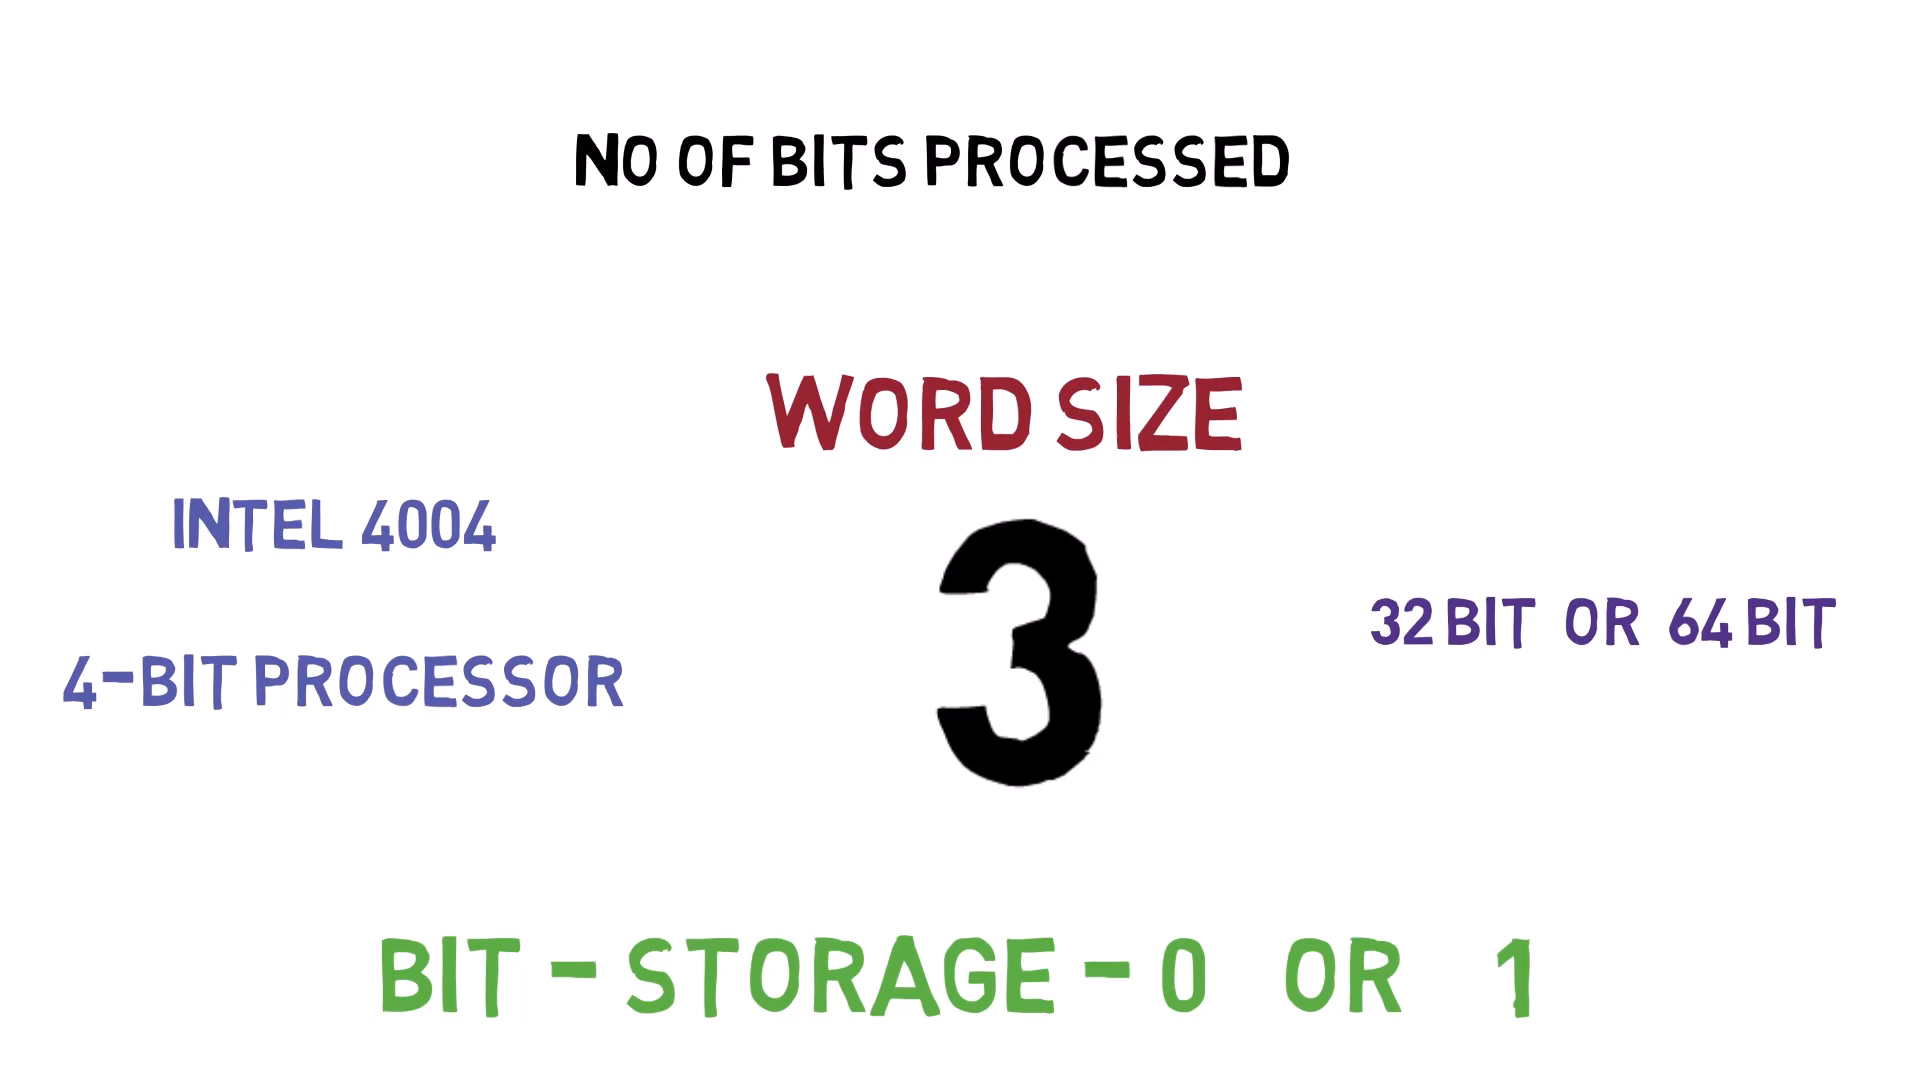 NO OF BITS PROCESSED
WORD SIZE
INTEL 4004
3
32 BIT OR 64 BIT
4-BIT PROCESSOR
BIT - STORAGE - 0 OR 1